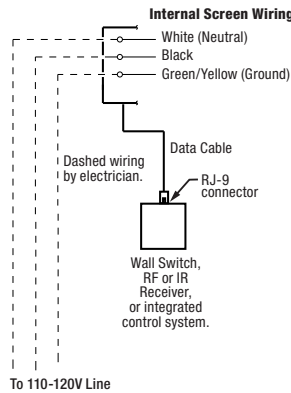 Internal Screen Wiring
White (Neutral)
Black
Green/Yellow (Ground)
Data Cable
Dashed wiring
by electrician.
RJ-9
connector
Wall Switch,
RF or IR
Receiver,
or integrated
control system.
To 110-120V Line